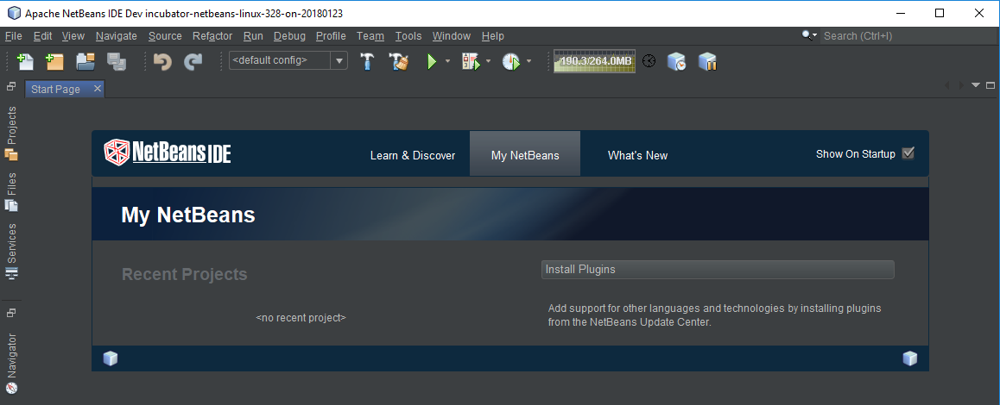 Apache NetBeans IDE Dev incubator-netbeans-linux-328-on-20180123
File Edit View Navigate Source Refactor Run Debug Profile Team Tools Window Help
Search (Ctrl+I)
<default config>
190.3/264.0MB
Start Page
Projects
Files
Services
Navigator
NetBeans IDE
Learn & Discover
My NetBeans
What's New
Show On Startup
My NetBeans
Recent Projects
<no recent project>
Install Plugins
Add support for other languages and technologies by installing plugins
from the NetBeans Update Center.